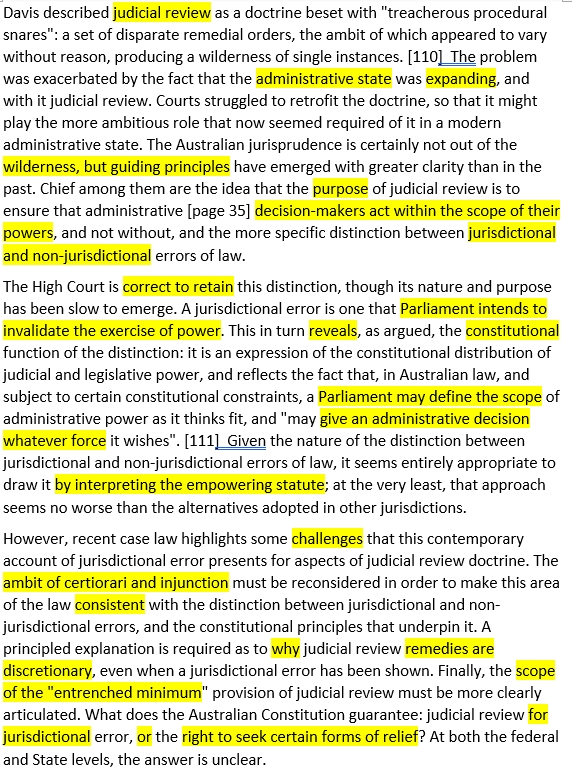 Davis described judicial review as a doctrine beset with "treacherous procedural
snares": a set of disparate remedial orders, the ambit of which appeared to vary
without reason, producing a wilderness of single instances. [110]  The problem
was exacerbated by the fact that the administrative state was expanding, and
with it judicial review. Courts struggled to retrofit the doctrine, so that it might
play the more ambitious role that now seemed required of it in a modern
administrative state. The Australian jurisprudence is certainly not out of the
wilderness, but guiding principles have emerged with greater clarity than in the
past. Chief among them are the idea that the purpose of judicial review is to
ensure that administrative [page 35] decision-makers act within the scope of their
powers, and not without, and the more specific distinction between jurisdictional
and non-jurisdictional errors of law.
The High Court is correct to retain this distinction, though its nature and purpose
has been slow to emerge. A jurisdictional error is one that Parliament intends to
invalidate the exercise of power. This in turn reveals, as argued, the constitutional
function of the distinction: it is an expression of the constitutional distribution of
judicial and legislative power, and reflects the fact that, in Australian law, and
subject to certain constitutional constraints, a Parliament may define the scope of
administrative power as it thinks fit, and "may give an administrative decision
whatever force it wishes". [111]  Given the nature of the distinction between
jurisdictional and non-jurisdictional errors of law, it seems entirely appropriate to
draw it by interpreting the empowering statute; at the very least, that approach
seems no worse than the alternatives adopted in other jurisdictions.
However, recent case law highlights some challenges that this contemporary
account of jurisdictional error presents for aspects of judicial review doctrine. The
ambit of certiorari and injunction must be reconsidered in order to make this area
of the law consistent with the distinction between jurisdictional and non-
jurisdictional errors, and the constitutional principles that underpin it. A
principled explanation is required as to why judicial review remedies are
discretionary, even when a jurisdictional error has been shown. Finally, the scope
of the "entrenched minimum" provision of judicial review must be more clearly
articulated. What does the Australian Constitution guarantee: judicial review for
jurisdictional error, or the right to seek certain forms of relief? At both the federal
and State levels, the answer is unclear.